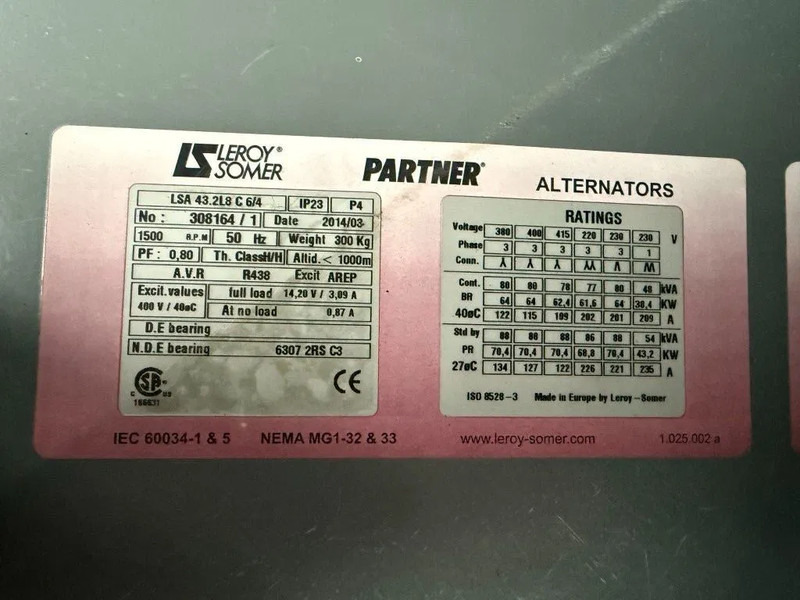 LS LEROY® SOMER PARTNER® ALTERNATORS
LSA 43.2L8 C 6/4 IP23 P4
No : 308164 / 1 Date 2014/03
1500 R.P.M 50 Hz Weight 300 Kg
PF : 0,80 Th. ClassH/H Altid.< 1000m
A.V.R R438 Excit AREP
Excit.values full load 14,20 V / 3,09 A
400 V / 40øC At no load 0,87 A
D.E bearing
N.D.E bearing 6307 2RS C3
C US
166631
CE
RATINGS
Voltage 380 400 415 220 230 230 V
Phase 3 3 3 3 3 1
Conn.
Cont. 80 80 78 77 80 48 kVA
BR 64 64 62,4 61,6 64 38,4 KW
40øC 122 115 109 202 201 209 A
Std by 88 88 88 86 88 54 kVA
PR 70,4 70,4 70,4 68,8 70,4 43,2 KW
27øC 134 127 122 226 221 235 A
ISO 8528-3 Made in Europe by Leroy-Somer
IEC 60034-1 & 5 NEMA MG1-32 & 33 www.leroy-somer.com 1.025.002 a